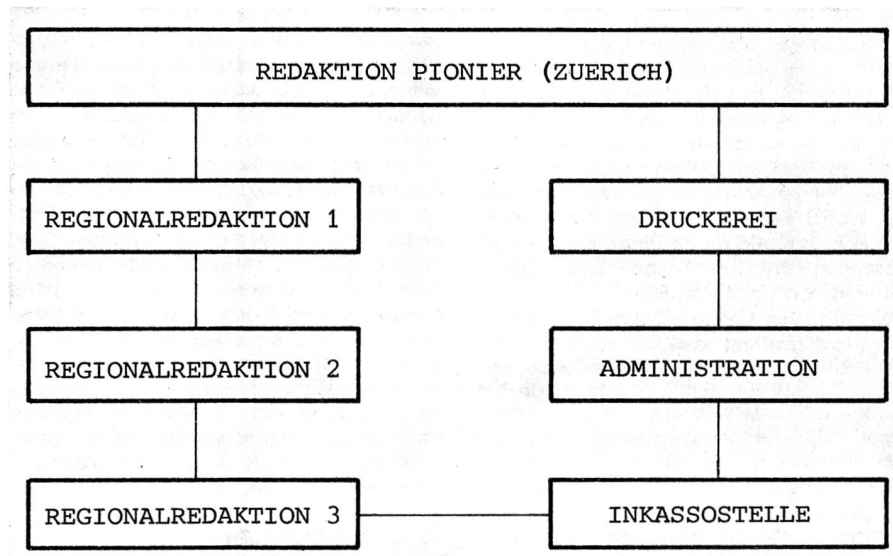 REDAKTION PIONIER (ZUERICH)
REGIONALREDAKTION 1
DRUCKEREI
REGIONALREDAKTION 2
ADMINISTRATION
REGIONALREDAKTION 3
INKASSOSTELLE